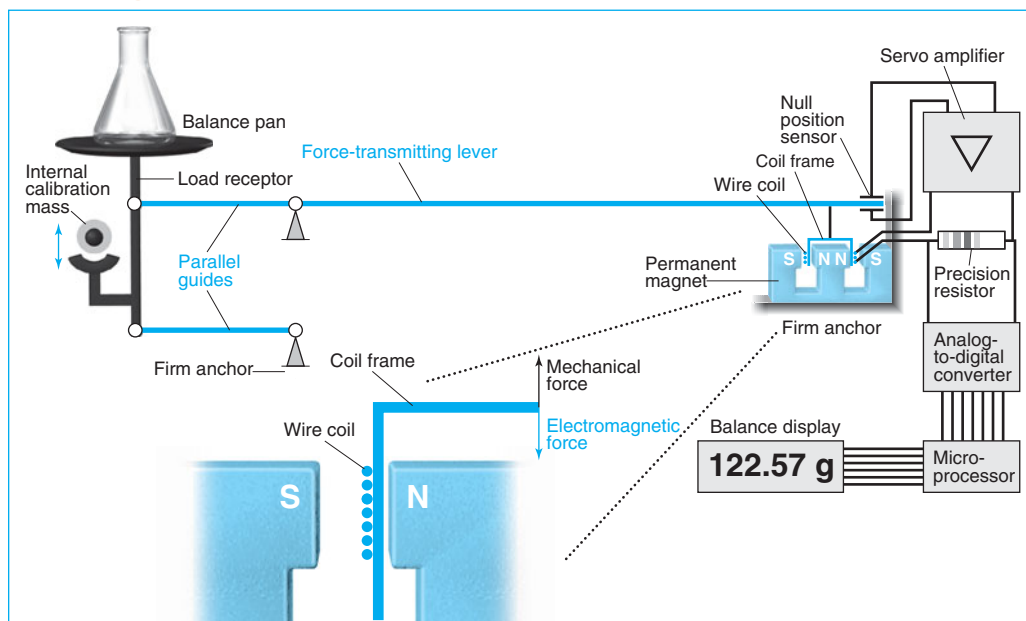 Servo amplifier
Balance pan
Null
position
sensor
Internal
calibration
mass
Load receptor
Force-transmitting lever
Coil frame
Wire coil
Parallel
guides
S
N
N
S
Permanent
magnet
Precision
resistor
Firm anchor
Firm anchor
Analog-
to-digital
converter
Coil frame
Mechanical
force
Wire coil
Electromagnetic
force
Balance display
122.57 g
Micro-
processor
S
N